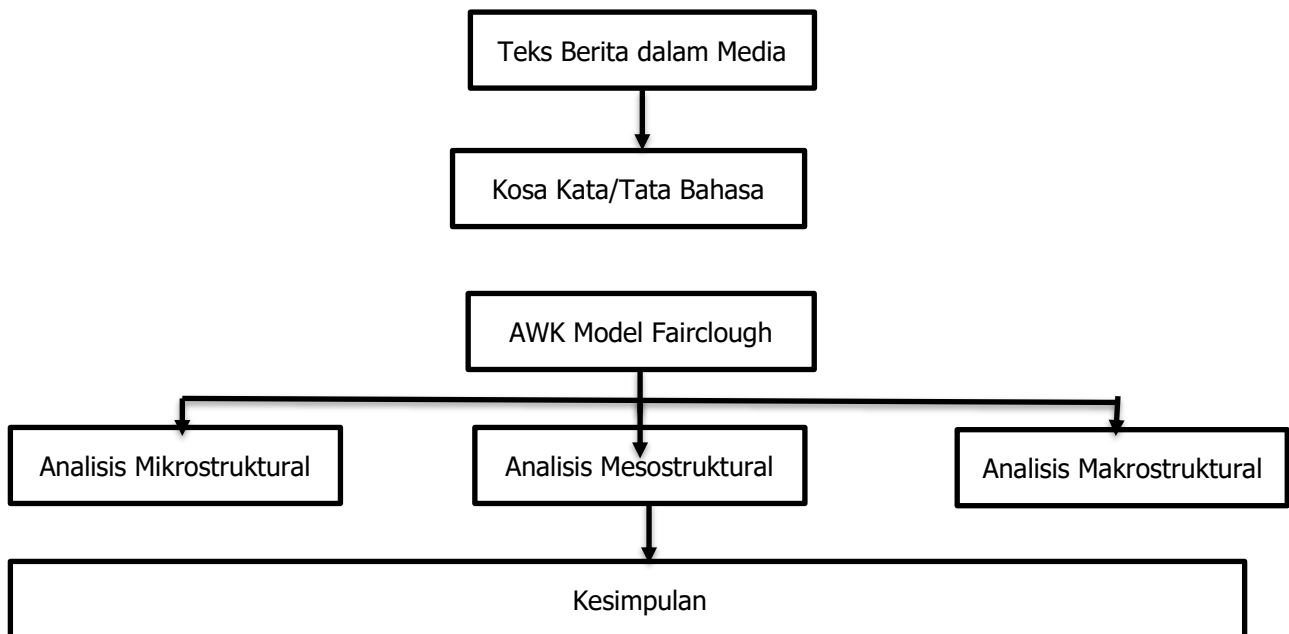 Teks Berita dalam Media
Kosa Kata/Tata Bahasa
AWK Model Fairclough
Analisis Mikrostruktural
Analisis Mesostruktural
Analisis Makrostruktural
Kesimpulan